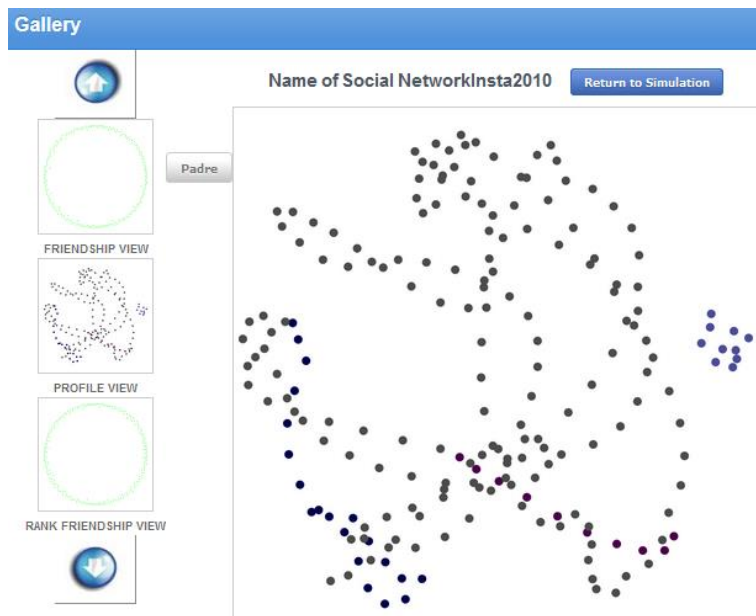 Gallery
Name of Social NetworkInsta2010
Return to Simulation
Padre
FRIENDSHIP VIEW
PROFILE VIEW
RANK FRIENDSHIP VIEW